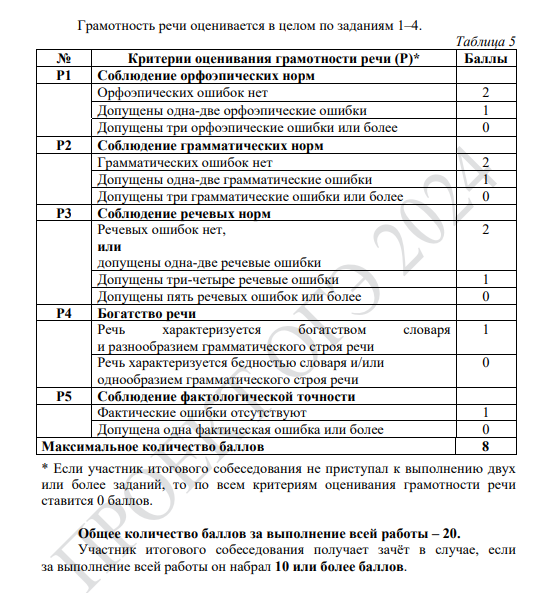 Грамотность речи оценивается в целом по заданиям 1–4.
Таблица 5
№ Критерии оценивания грамотности речи (Р)* Баллы
Р1 Соблюдение орфоэпических норм
Орфоэпических ошибок нет 2
Допущены одна-две орфоэпические ошибки 1
Допущены три орфоэпические ошибки или более 0
Р2 Соблюдение грамматических норм
Грамматических ошибок нет 2
Допущены одна-две грамматические ошибки 1
Допущены три грамматические ошибки или более 0
Р3 Соблюдение речевых норм
Речевых ошибок нет, 2
или
допущены одна-две речевые ошибки
Допущены три-четыре речевые ошибки 1
Допущены пять речевых ошибок или более 0
Р4 Богатство речи
Речь характеризуется богатством словаря 1
и разнообразием грамматического строя речи
Речь характеризуется бедностью словаря и/или 0
однообразием грамматического строя речи
Р5 Соблюдение фактологической точности
Фактические ошибки отсутствуют 1
Допущена одна фактическая ошибка или более 0
Максимальное количество баллов 8
* Если участник итогового собеседования не приступал к выполнению двух
или более заданий, то по всем критериям оценивания грамотности речи
ставится 0 баллов.
Общее количество баллов за выполнение всей работы – 20.
Участник итогового собеседования получает зачёт в случае, если
за выполнение всей работы он набрал 10 или более баллов.
ПРОЕКТ ОГЭ 2024